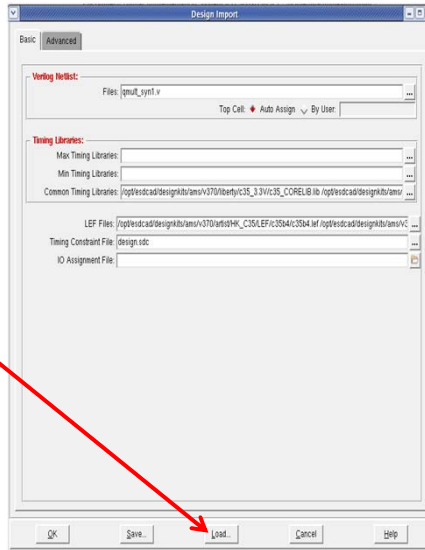 Design Import
Basic Advanced
Verilog Netlist:
Files: qmult_syn1.v ...
Top Cell: Auto Assign By User:
Timing Libraries:
Max Timing Libraries: ...
Min Timing Libraries: ...
Common Timing Libraries: /opt/esdcad/designkits/ams/v370/liberty/c35_3.3V/c35_CORELIB.lib /opt/esdcad/designkits/ams/ ...
LEF Files: /opt/esdcad/designkits/ams/v370/artist/HK_C35/LEF/c35b4/c35b4.lef /opt/esdcad/designkits/ams/v3 ...
Timing Constraint File: design.sdc ...
IO Assignment File:
OK Save... Load... Cancel Help